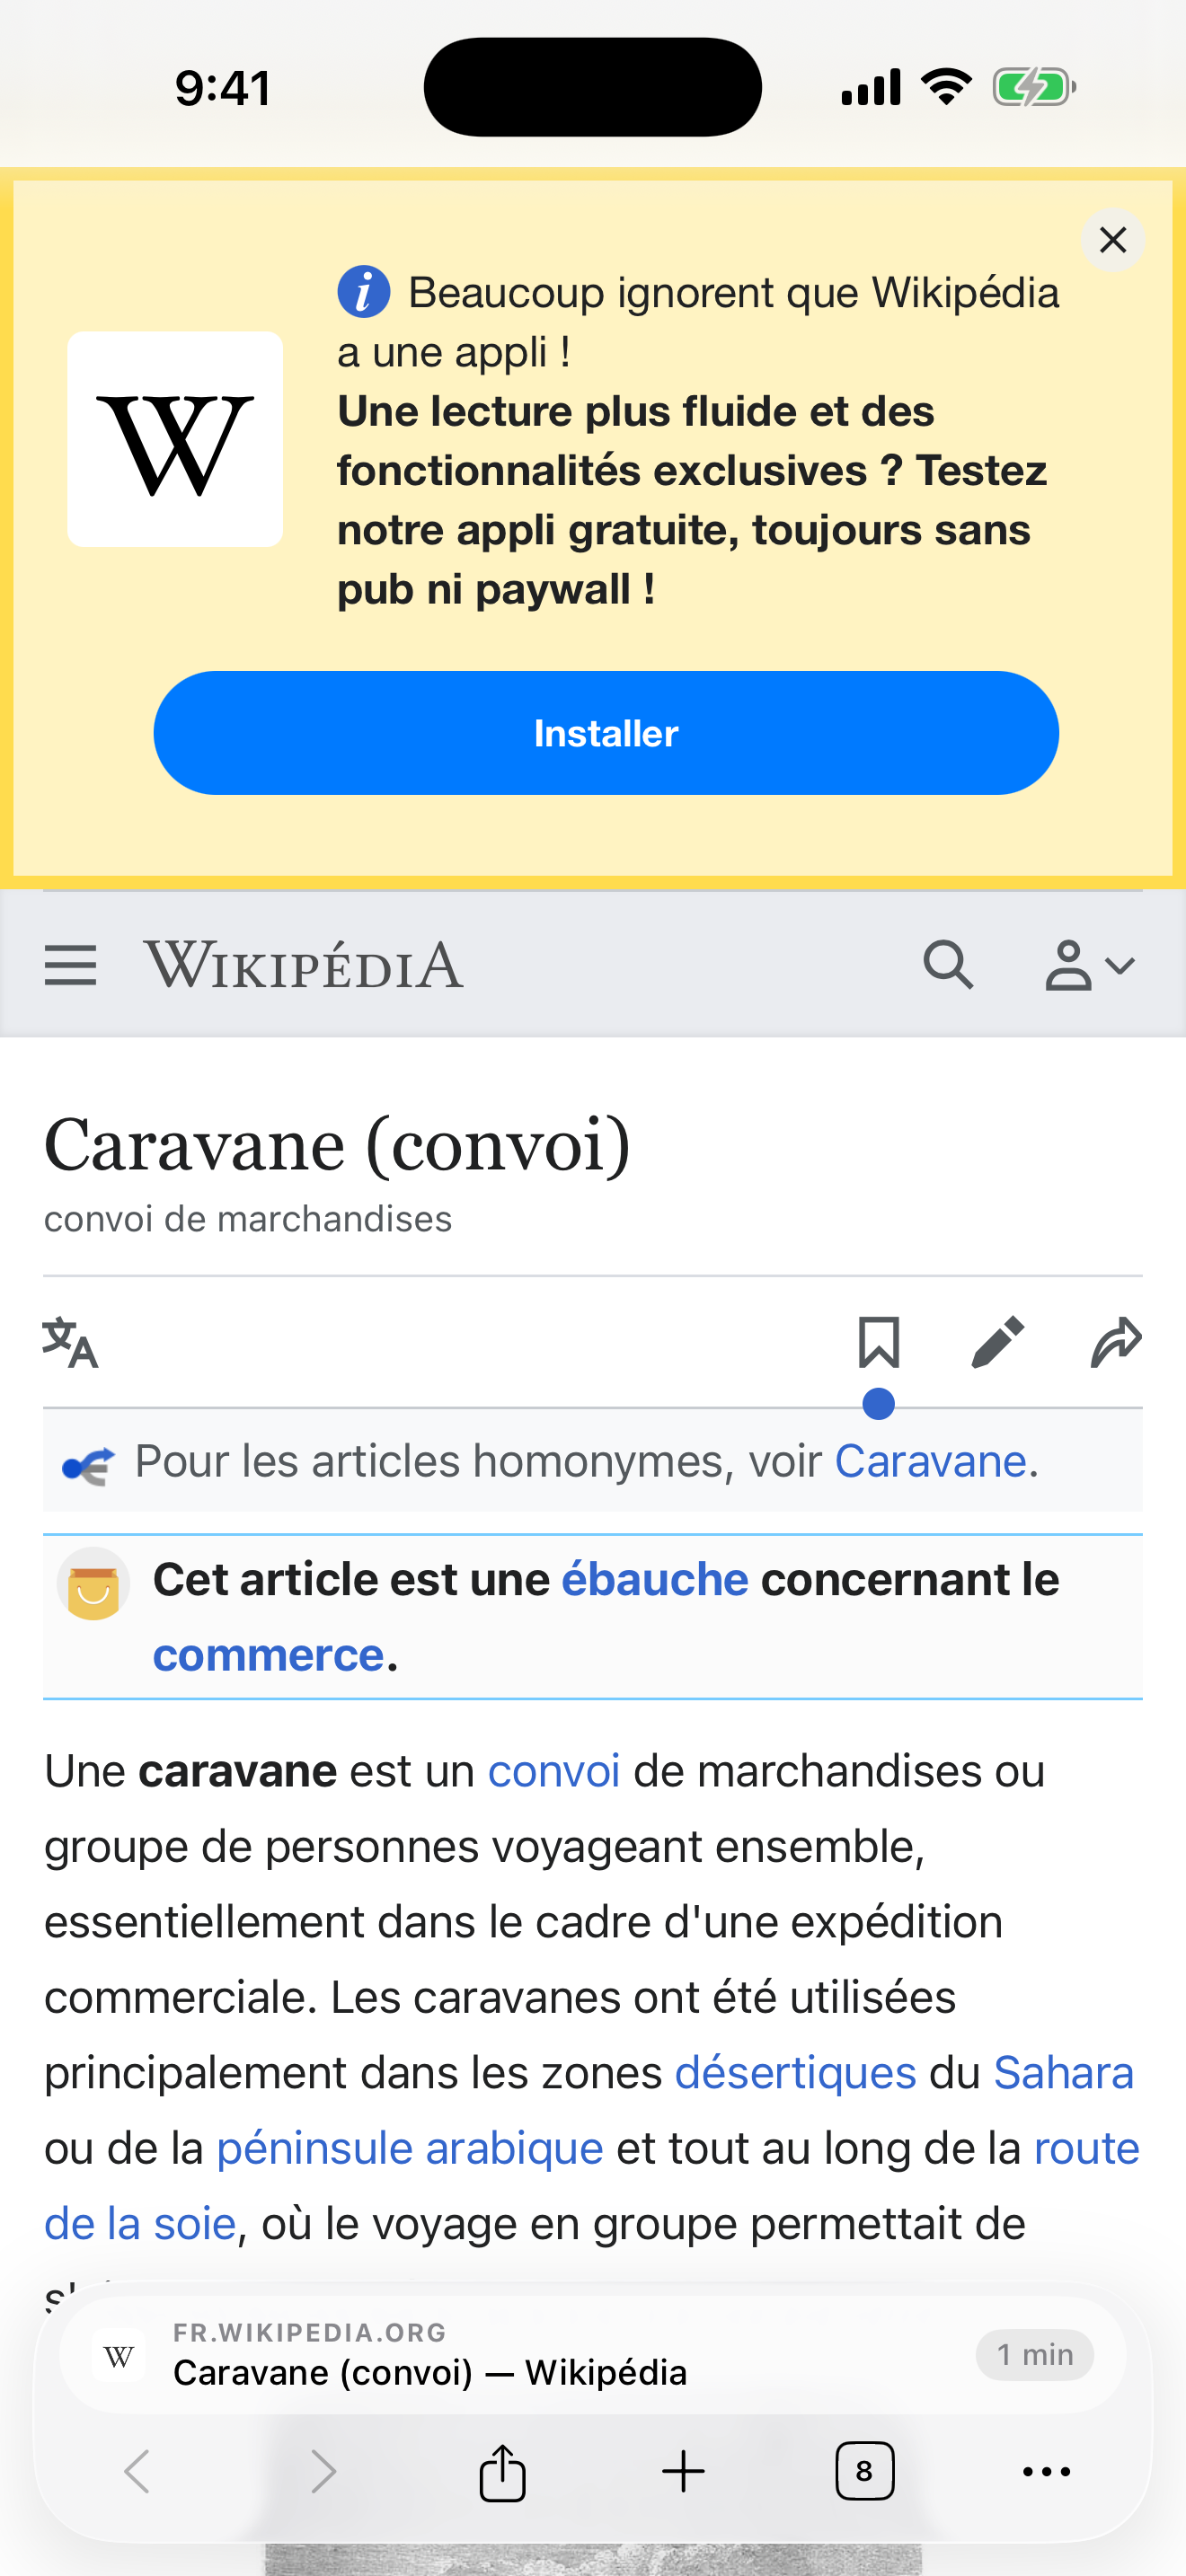 9:41
Beaucoup ignorent que Wikipédia
a une appli !
Une lecture plus fluide et des
fonctionnalités exclusives ? Testez
notre appli gratuite, toujours sans
pub ni paywall !
W
Installer
WIKIPÉDIA
Caravane (convoi)
convoi de marchandises
文A
Pour les articles homonymes, voir Caravane.
Cet article est une ébauche concernant le
commerce.
Une caravane est un convoi de marchandises ou
groupe de personnes voyageant ensemble,
essentiellement dans le cadre d'une expédition
commerciale. Les caravanes ont été utilisées
principalement dans les zones désertiques du Sahara
ou de la péninsule arabique et tout au long de la route
de la soie, où le voyage en groupe permettait de
FR.WIKIPEDIA.ORG
W
Caravane (convoi) — Wikipédia
1 min
8